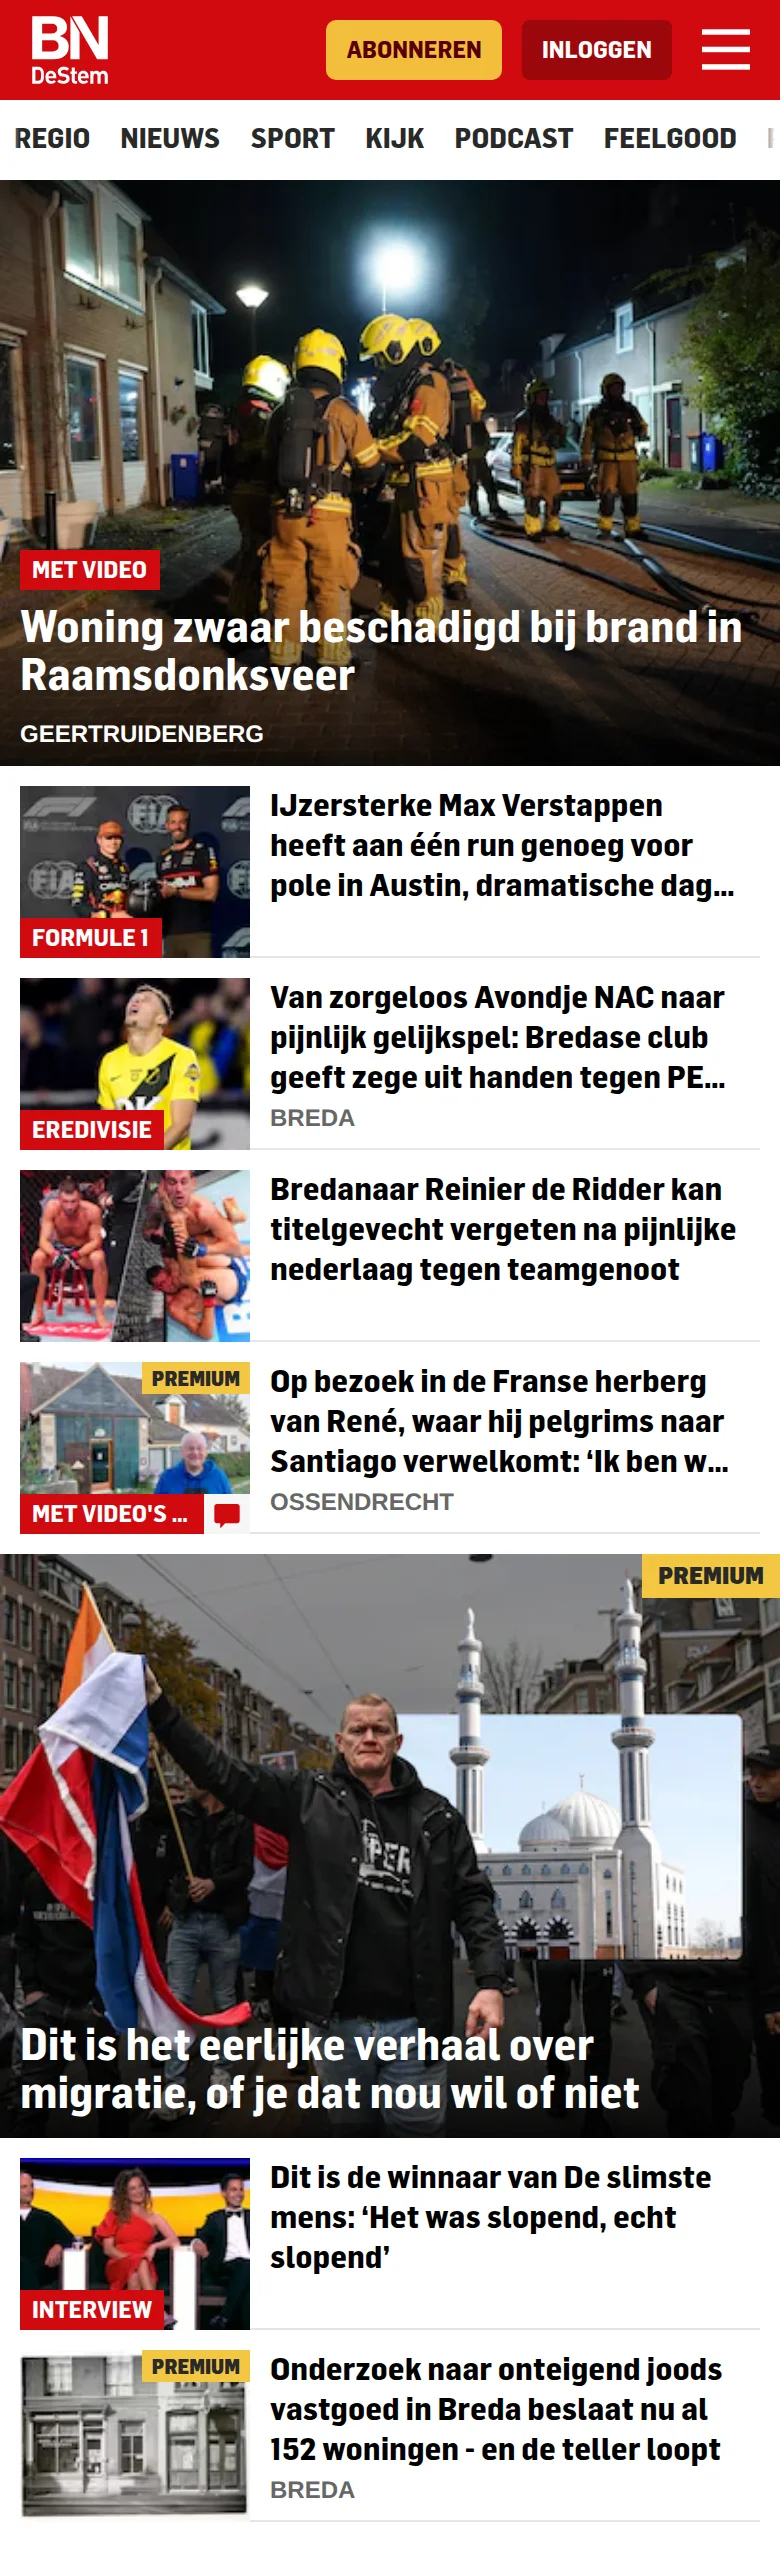 BN
DeStem
ABONNEREN
INLOGGEN
REGIO NIEUWS SPORT KIJK PODCAST FEELGOOD
MET VIDEO
Woning zwaar beschadigd bij brand in
Raamsdonksveer
GEERTRUIDENBERG
FORMULE 1
IJzersterke Max Verstappen
heeft aan één run genoeg voor
pole in Austin, dramatische dag...
EREDIVISIE
Van zorgeloos Avondje NAC naar
pijnlijk gelijkspel: Bredase club
geeft zege uit handen tegen PE...
BREDA
Bredanaar Reinier de Ridder kan
titelgevecht vergeten na pijnlijke
nederlaag tegen teamgenoot
PREMIUM
MET VIDEO'S ...
Op bezoek in de Franse herberg
van René, waar hij pelgrims naar
Santiago verwelkomt: ‘Ik ben w...
OSSENDRECHT
PREMIUM
Dit is het eerlijke verhaal over
migratie, of je dat nou wil of niet
INTERVIEW
Dit is de winnaar van De slimste
mens: ‘Het was slopend, echt
slopend’
PREMIUM
Onderzoek naar onteigend joods
vastgoed in Breda beslaat nu al
152 woningen - en de teller loopt
BREDA